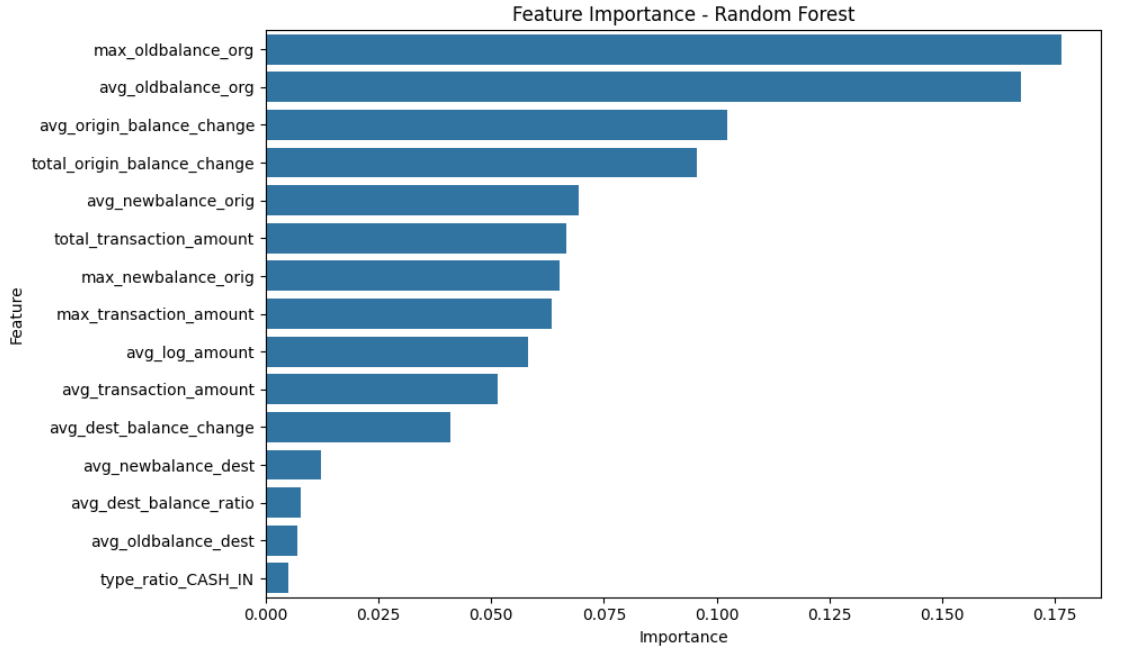 Feature Importance - Random Forest
max_oldbalance_org
avg_oldbalance_org
avg_origin_balance_change
total_origin_balance_change
avg_newbalance_orig
total_transaction_amount
max_newbalance_orig
max_transaction_amount
avg_log_amount
avg_transaction_amount
avg_dest_balance_change
avg_newbalance_dest
avg_dest_balance_ratio
avg_oldbalance_dest
type_ratio_CASH_IN
Feature
0.000 0.025 0.050 0.075 0.100 0.125 0.150 0.175
Importance